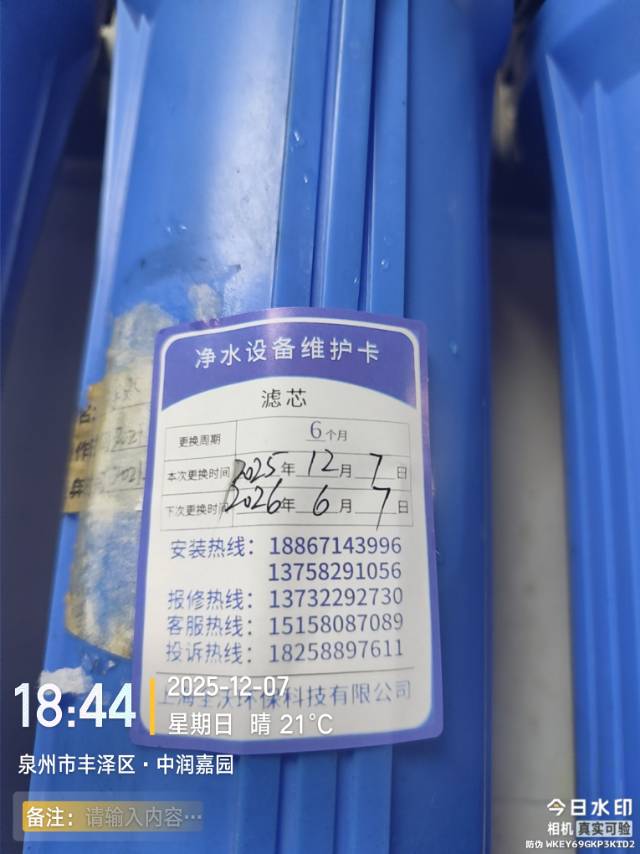 净水设备维护卡
滤芯
更换周期 6个月
本次更换时间 2025年 12月 7日
下次更换时间 2026年 6月 7日
安装热线：18867143996
13758291056
报修热线：13732292730
客服热线：15158087089
投诉热线：18258897611
环保科技有限公司
18:44
2025-12-07
星期日 晴 21°C
泉州市丰泽区·中润嘉园
备注：请输入内容…
今日水印
相机 真实可验
防伪 WKEY69GKP3KTD2